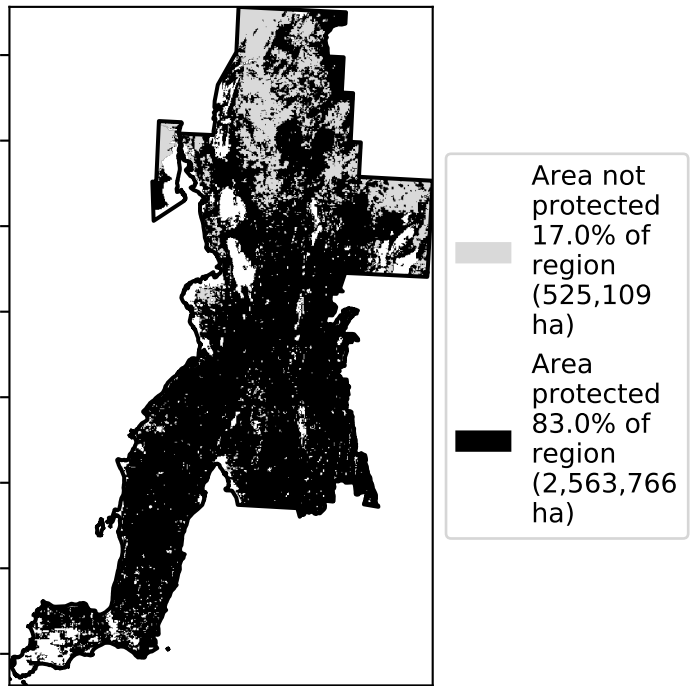 Area not
protected
17.0% of
region
(525,109
ha)
Area
protected
83.0% of
region
(2,563,766
ha)